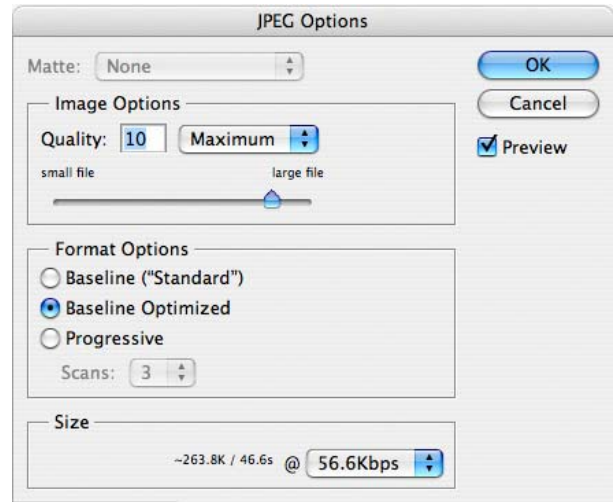 JPEG Options
Matte: None
OK
Cancel
Preview
Image Options
Quality: 10 Maximum
small file large file
Format Options
Baseline ("Standard")
Baseline Optimized
Progressive
Scans: 3
Size
~263.8K / 46.6s @ 56.6Kbps